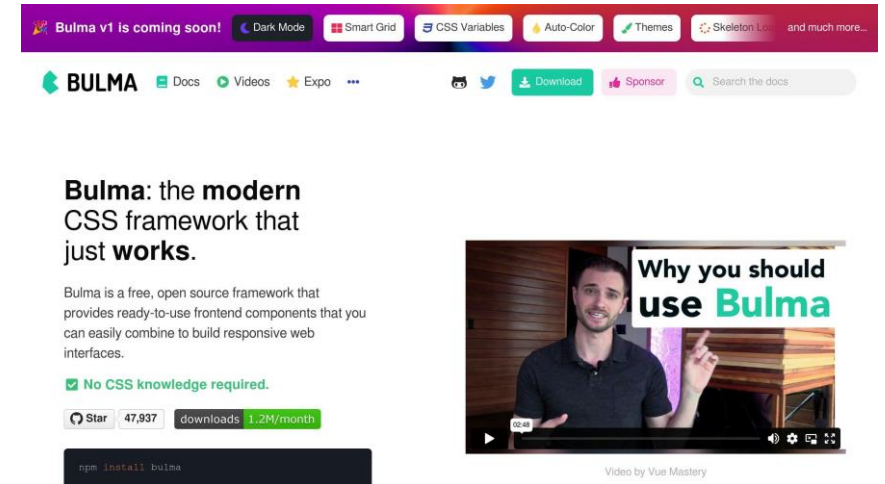 Bulma v1 is coming soon!
Dark Mode
Smart Grid
CSS Variables
Auto-Color
Themes
Skeleton
and much more...
BULMA
Docs
Videos
Expo
Download
Sponsor
Search the docs
Bulma: the modern
CSS framework that
just works.
Bulma is a free, open source framework that
provides ready-to-use frontend components that you
can easily combine to build responsive web
interfaces.
No CSS knowledge required.
Star 47,937 downloads 1.2M/month
npm install bulma
Why you should
use Bulma
02:48
Video by Vue Mastery